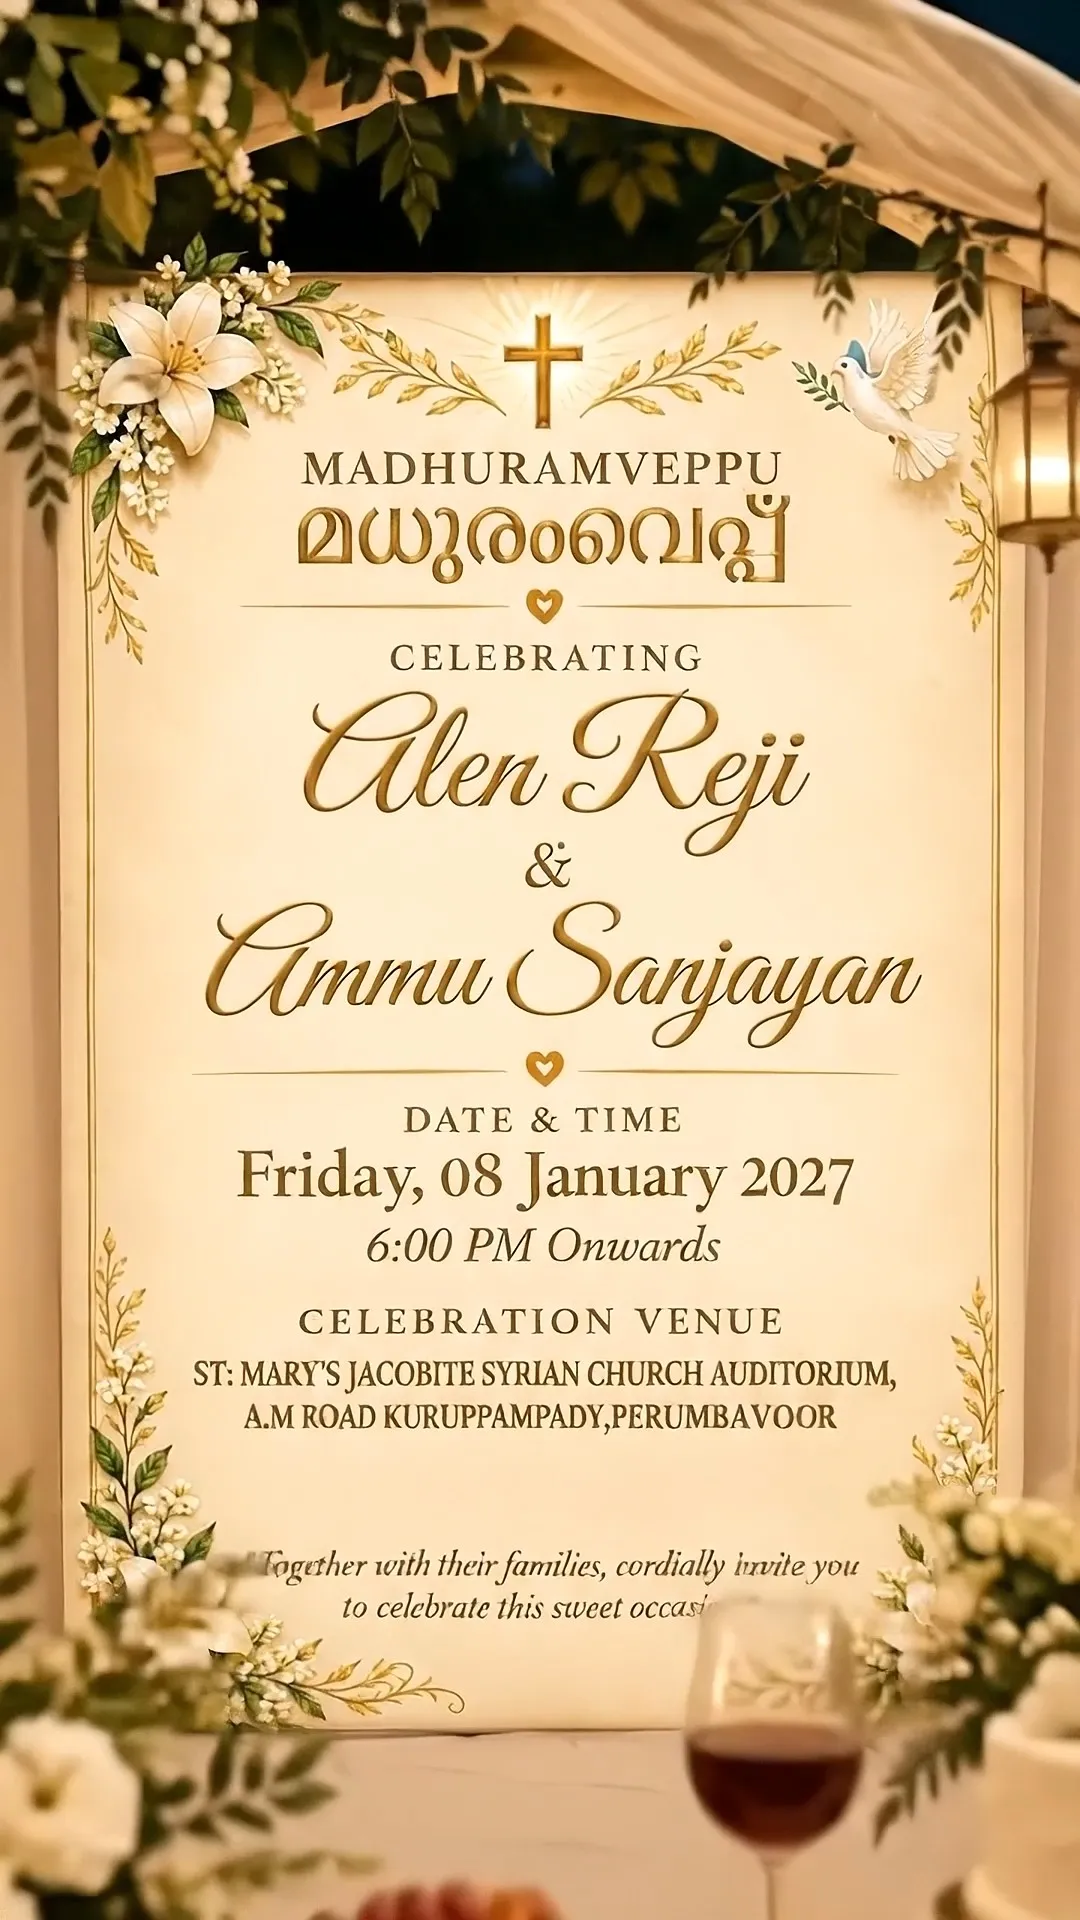 MADHURAMVEPPU
മധുരംവെപ്പ്
CELEBRATING
Alen Reji
&
Ammu Sanjayan
DATE & TIME
Friday, 08 January 2027
6:00 PM Onwards
CELEBRATION VENUE
ST: MARY'S JACOBITE SYRIAN CHURCH AUDITORIUM,
A.M ROAD KURUPPAMPADY,PERUMBAVOOR
Together with their families, cordially invite you
to celebrate this sweet